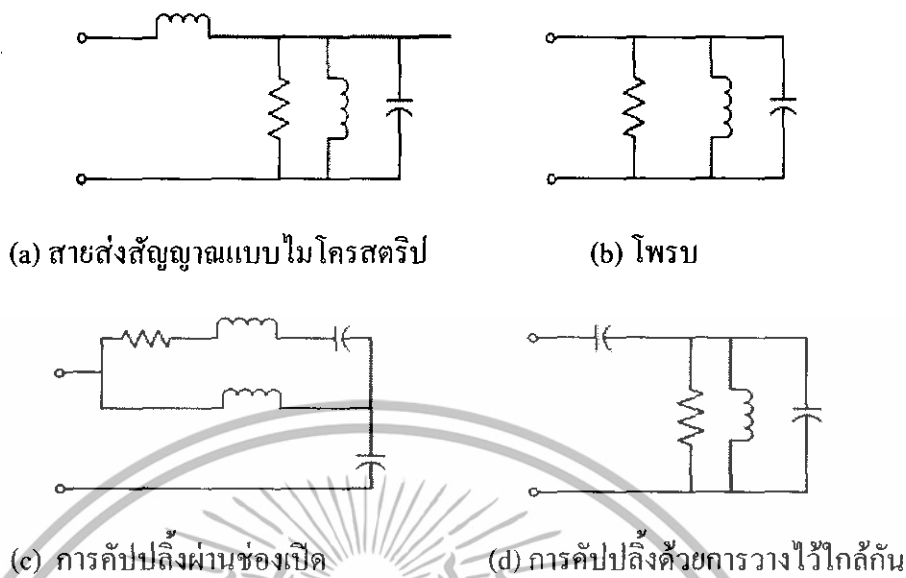 (a) สายส่งสัญญาณแบบไมโครสตริป
(b) โพรบ
(c) การคัปปลิ้งผ่านช่องเปิด
(d) การคัปปลิ้งด้วยการวางไว้ใกล้กัน